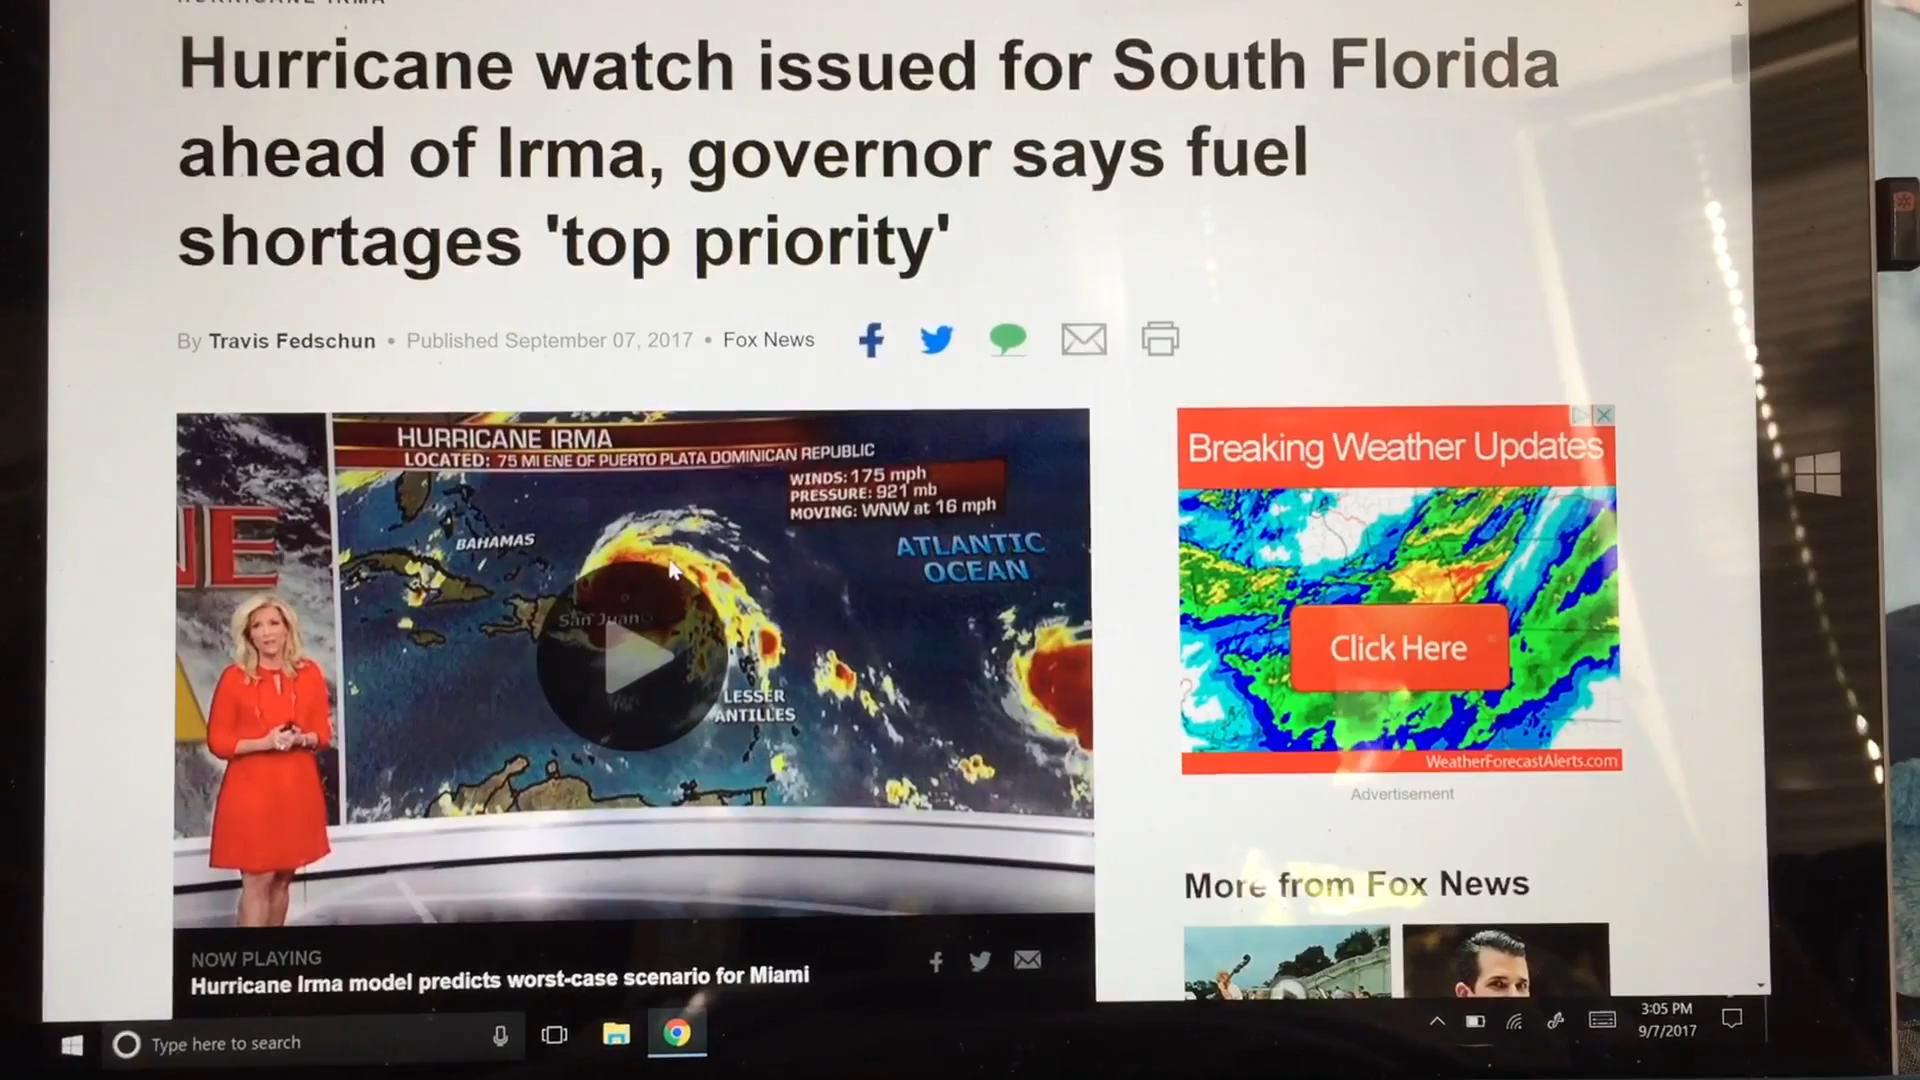 HURRICANE IRMA
Hurricane watch issued for South Florida
ahead of Irma, governor says fuel
shortages 'top priority'
By Travis Fedschun • Published September 07, 2017 • Fox News
HURRICANE IRMA
LOCATED: 75 MI ENE OF PUERTO PLATA DOMINICAN REPUBLIC
WINDS: 175 mph
PRESSURE: 921 mb
MOVING: WNW at 16 mph
BAHAMAS
ATLANTIC
OCEAN
San Juan
LESSER
ANTILLES
NE
NOW PLAYING
Hurricane Irma model predicts worst-case scenario for Miami
Breaking Weather Updates
Click Here
WeatherForecastAlerts.com
Advertisement
More from Fox News
Type here to search
3:05 PM
9/7/2017